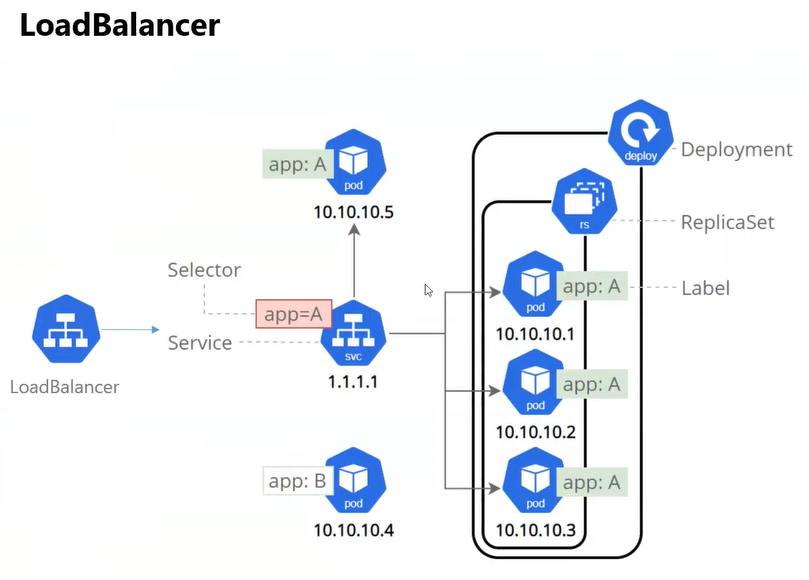 LoadBalancer
deploy
Deployment
app: A
pod
10.10.10.5
rs
ReplicaSet
Selector
app: A
Label
pod
10.10.10.1
app=A
Service
svc
1.1.1.1
LoadBalancer
app: A
pod
10.10.10.2
app: B
pod
10.10.10.4
app: A
pod
10.10.10.3